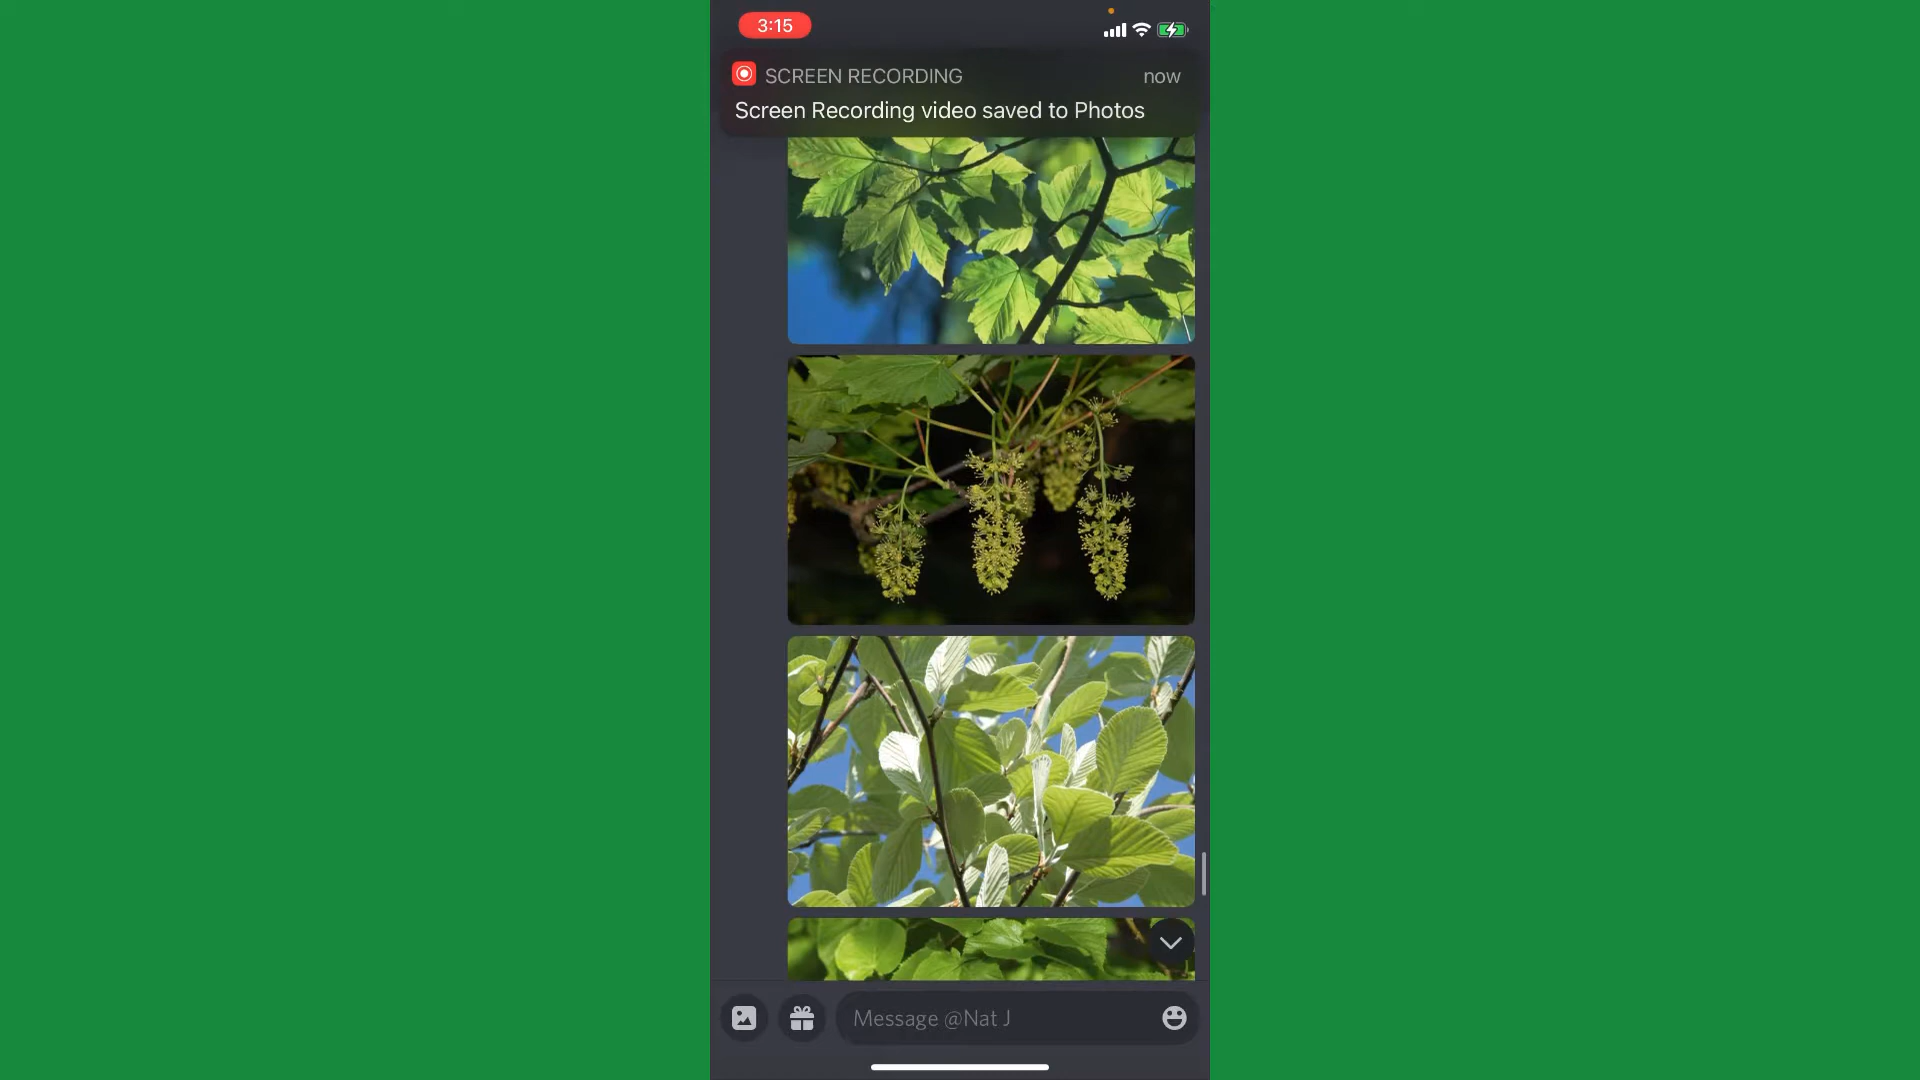 3:15
SCREEN RECORDING now
Screen Recording video saved to Photos
Message @Nat J